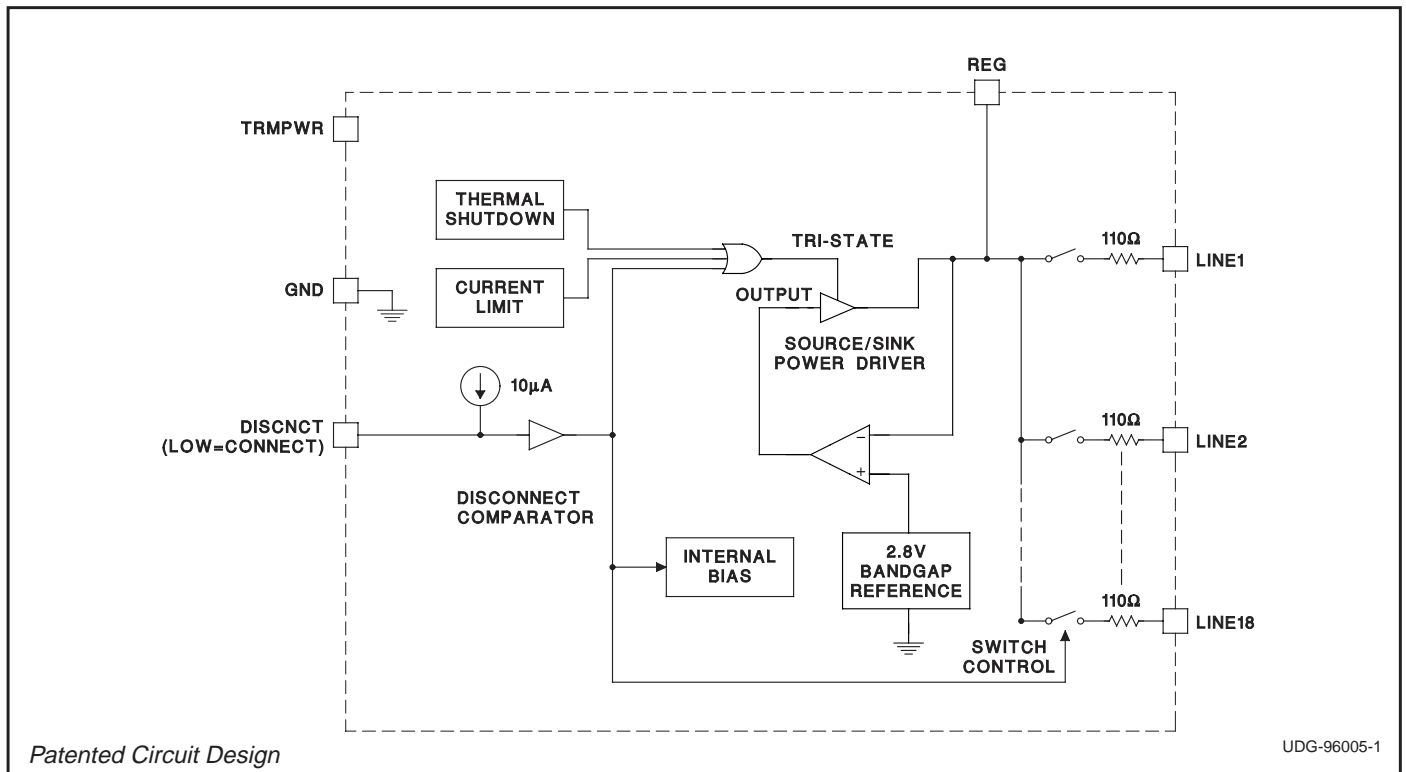 REG
TRMPWR
THERMAL
SHUTDOWN
TRI-STATE
110Ω
LINE1
GND
CURRENT
LIMIT
OUTPUT
SOURCE/SINK
POWER DRIVER
10µA
DISCNCT
(LOW=CONNECT)
110Ω
LINE2
−
+
DISCONNECT
COMPARATOR
INTERNAL
BIAS
2.8V
BANDGAP
REFERENCE
110Ω
LINE18
SWITCH
CONTROL
Patented Circuit Design
UDG-96005-1